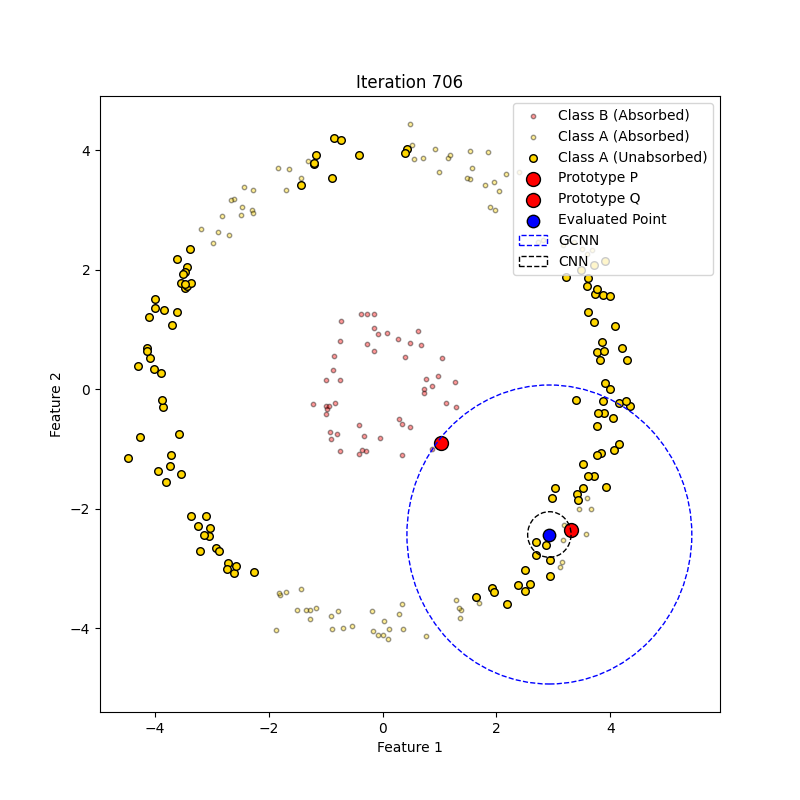 Iteration 706
Class B (Absorbed)
Class A (Absorbed)
Class A (Unabsorbed)
Prototype P
Prototype Q
Evaluated Point
GCNN
CNN
4
2
0
−2
−4
Feature 2
−4
−2
0
2
4
Feature 1